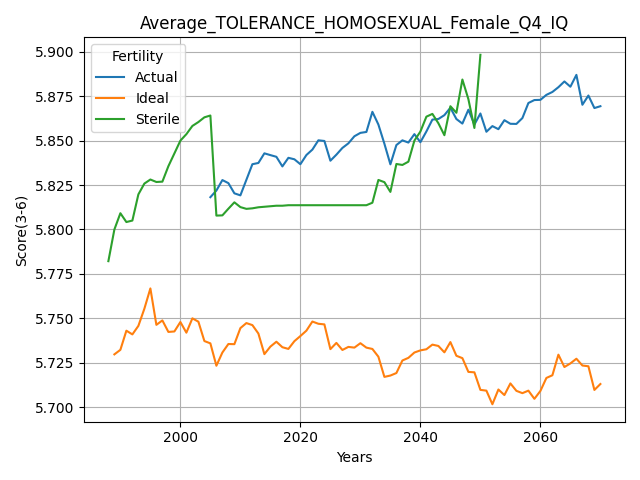 Average_TOLERANCE_HOMOSEXUAL_Female_Q4_IQ
Fertility
Actual
Ideal
Sterile
Score(3-6)
5.900
5.875
5.850
5.825
5.800
5.775
5.750
5.725
5.700
2000
2020
2040
2060
Years